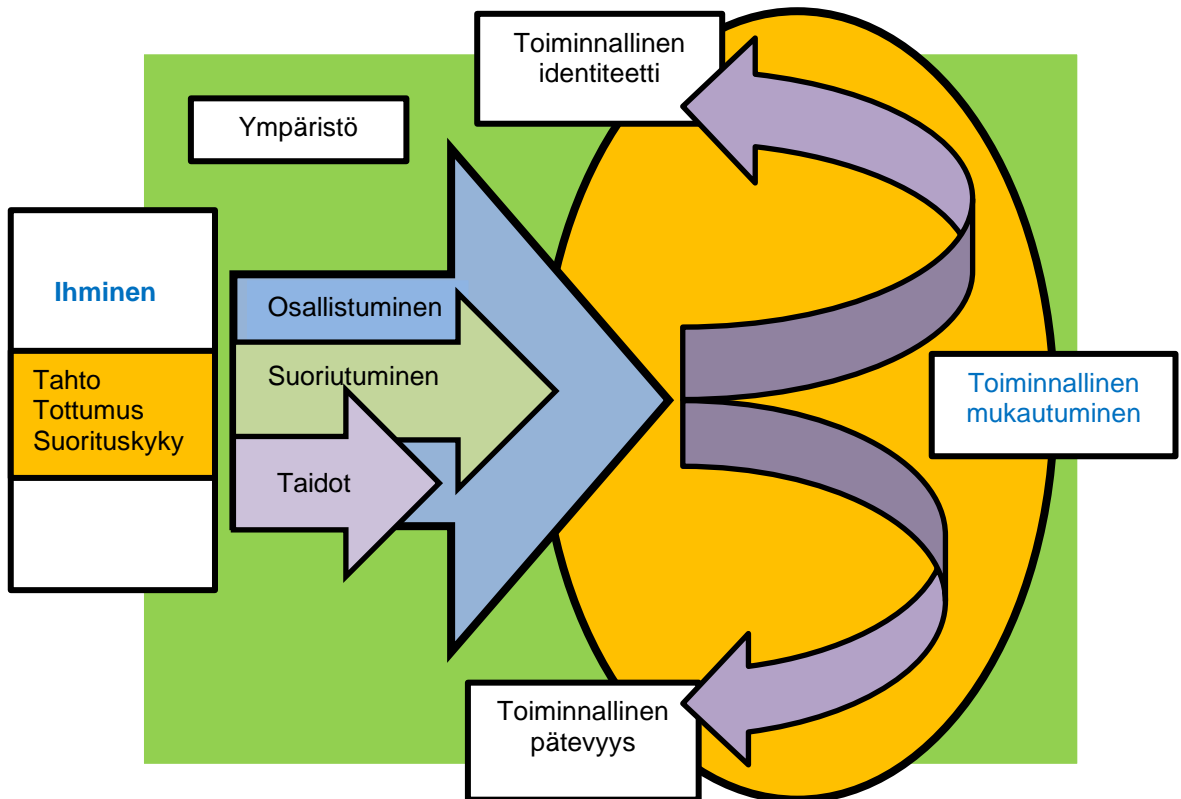 Toiminnallinen
identiteetti
Ympäristö
Ihminen
Tahto
Tottumus
Suorituskyky
Osallistuminen
Suoriutuminen
Taidot
Toiminnallinen
mukautuminen
Toiminnallinen
pätevyys